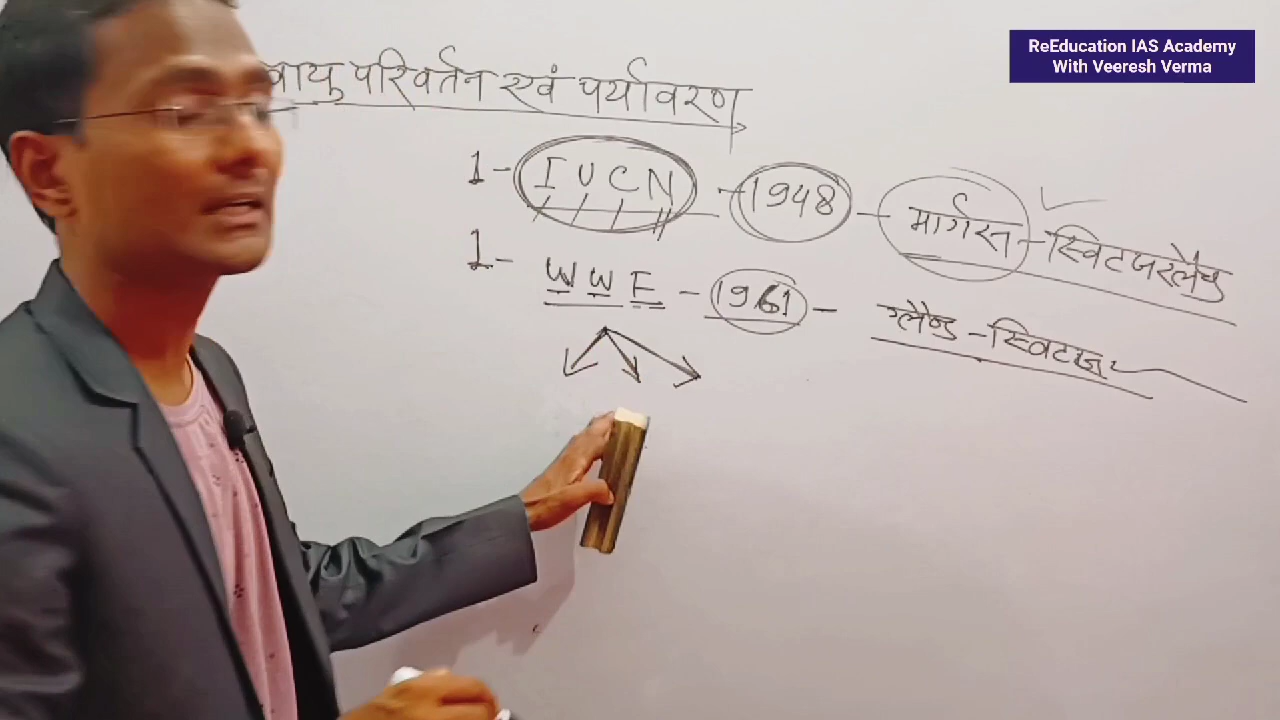 ReEducation IAS Academy
With Veeresh Verma
वायु परिवर्तन एवं पर्यावरण
1- IUCN - 1948 - मार्गस्त - स्विटजरलैण्ड
1- WWF - 1961 - ग्लैण्ड - स्विटज